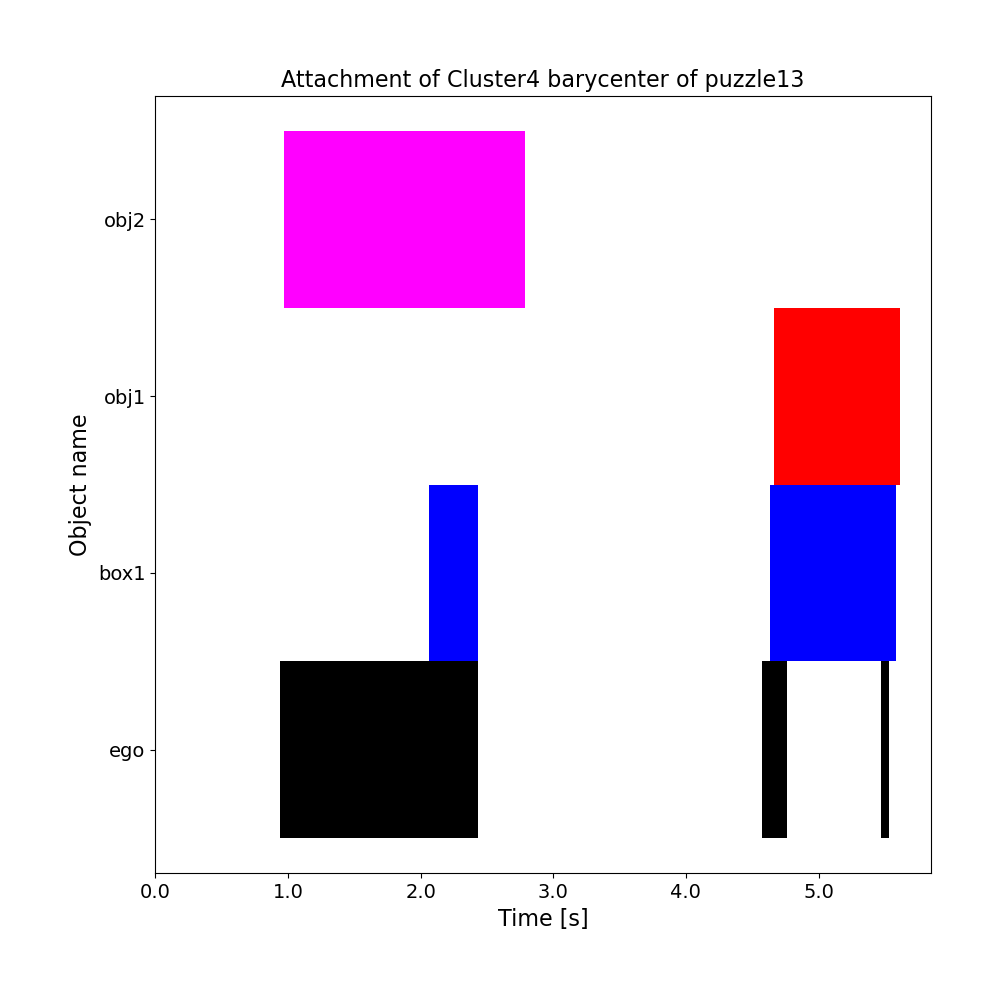 Attachment of Cluster4 barycenter of puzzle13
obj2
obj1
box1
ego
Object name
0.0 1.0 2.0 3.0 4.0 5.0
Time [s]